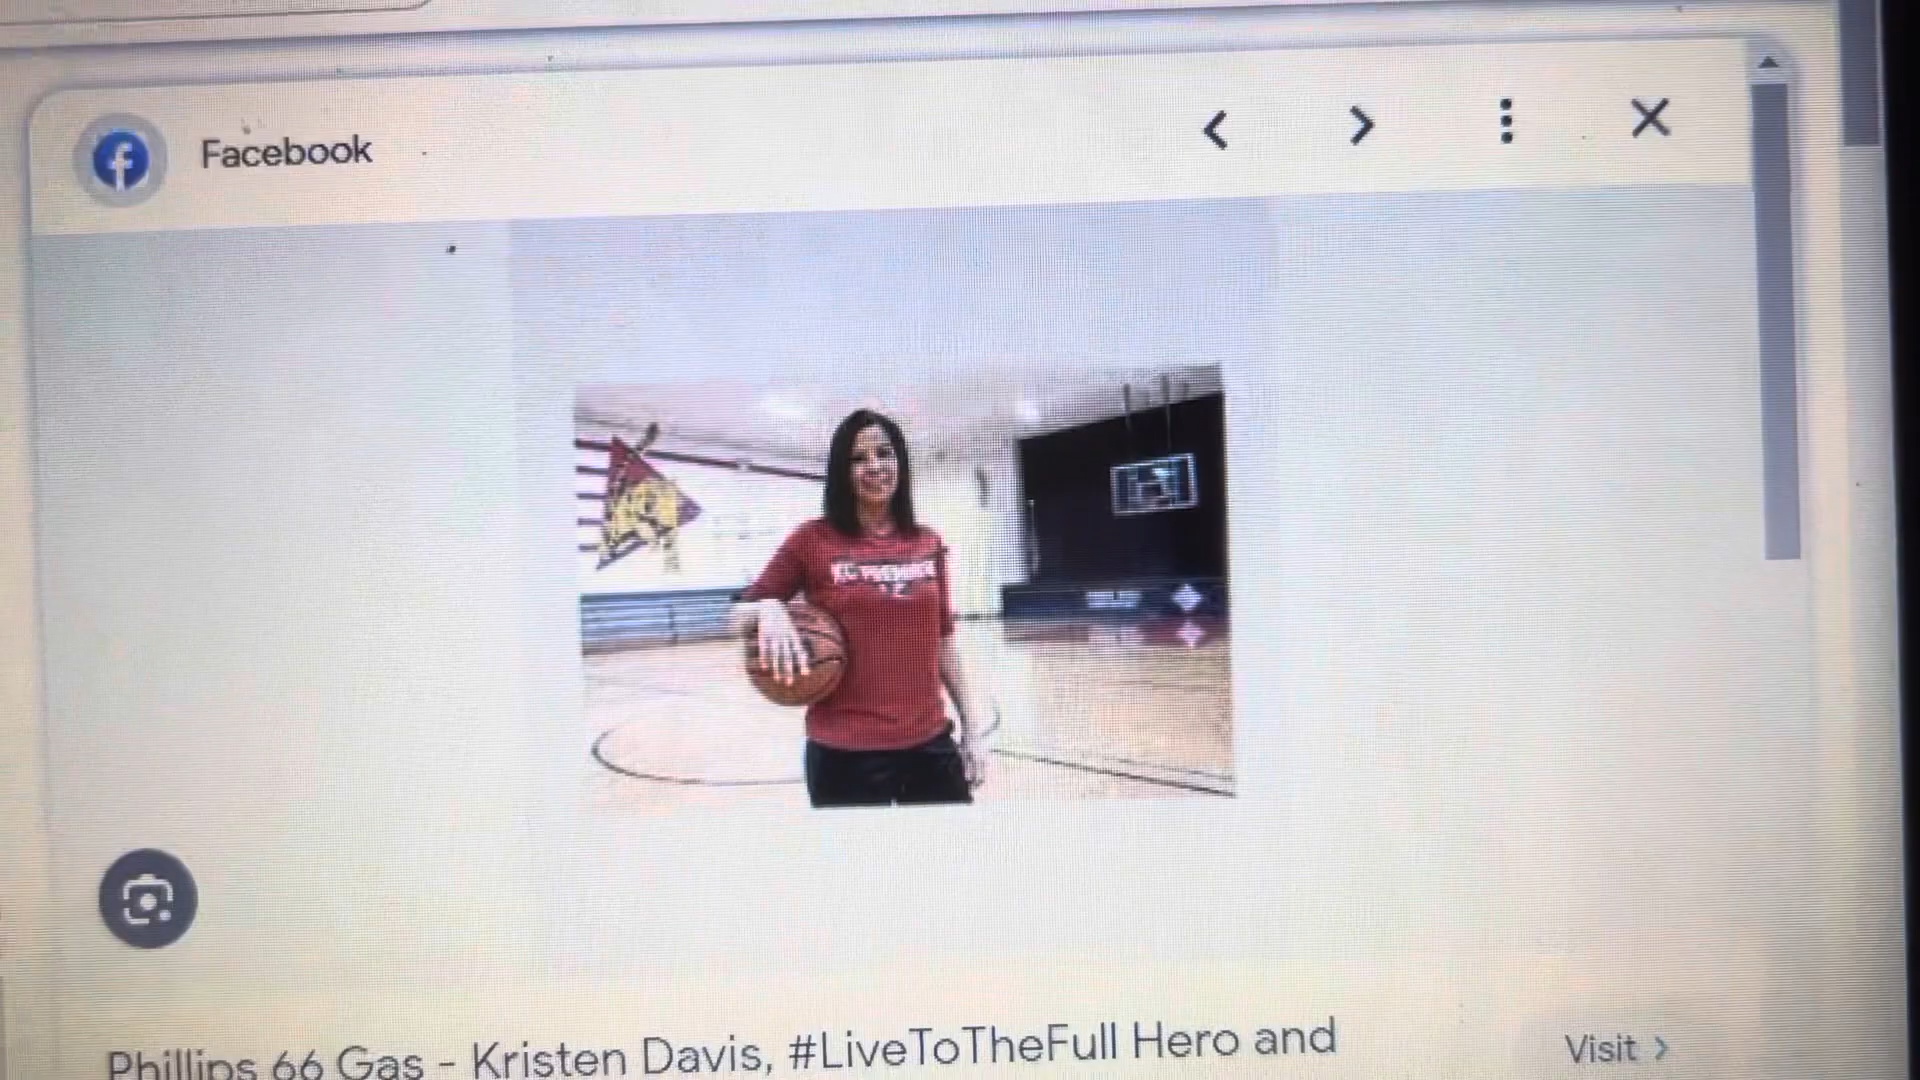 Facebook
Phillips 66 Gas - Kristen Davis, #LiveToTheFull Hero and
Visit >